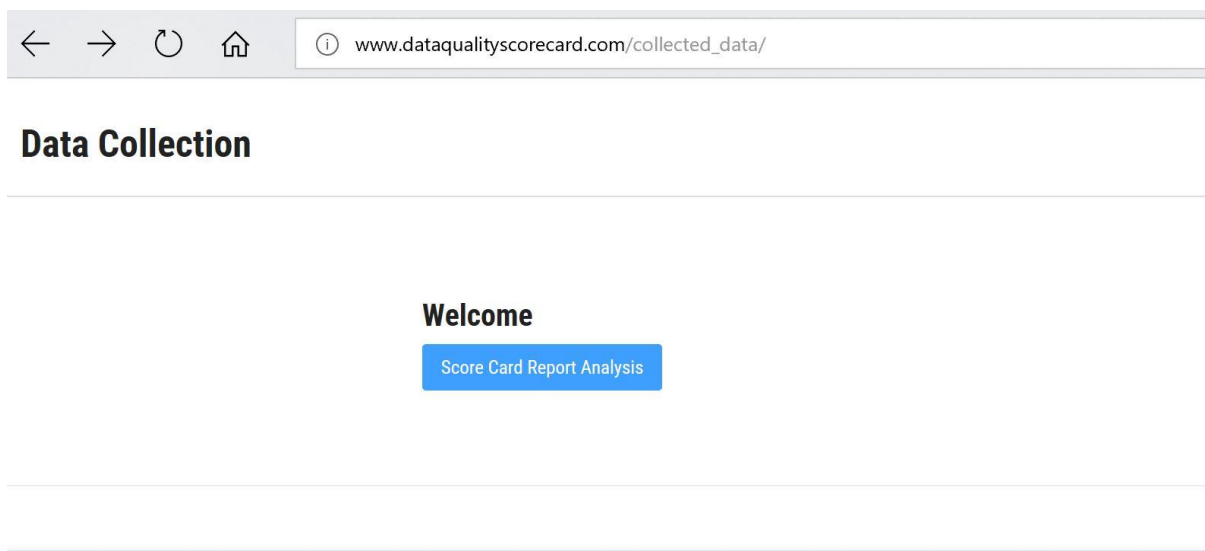 www.dataqualityscorecard.com/collected_data/
Data Collection
Welcome
Score Card Report Analysis